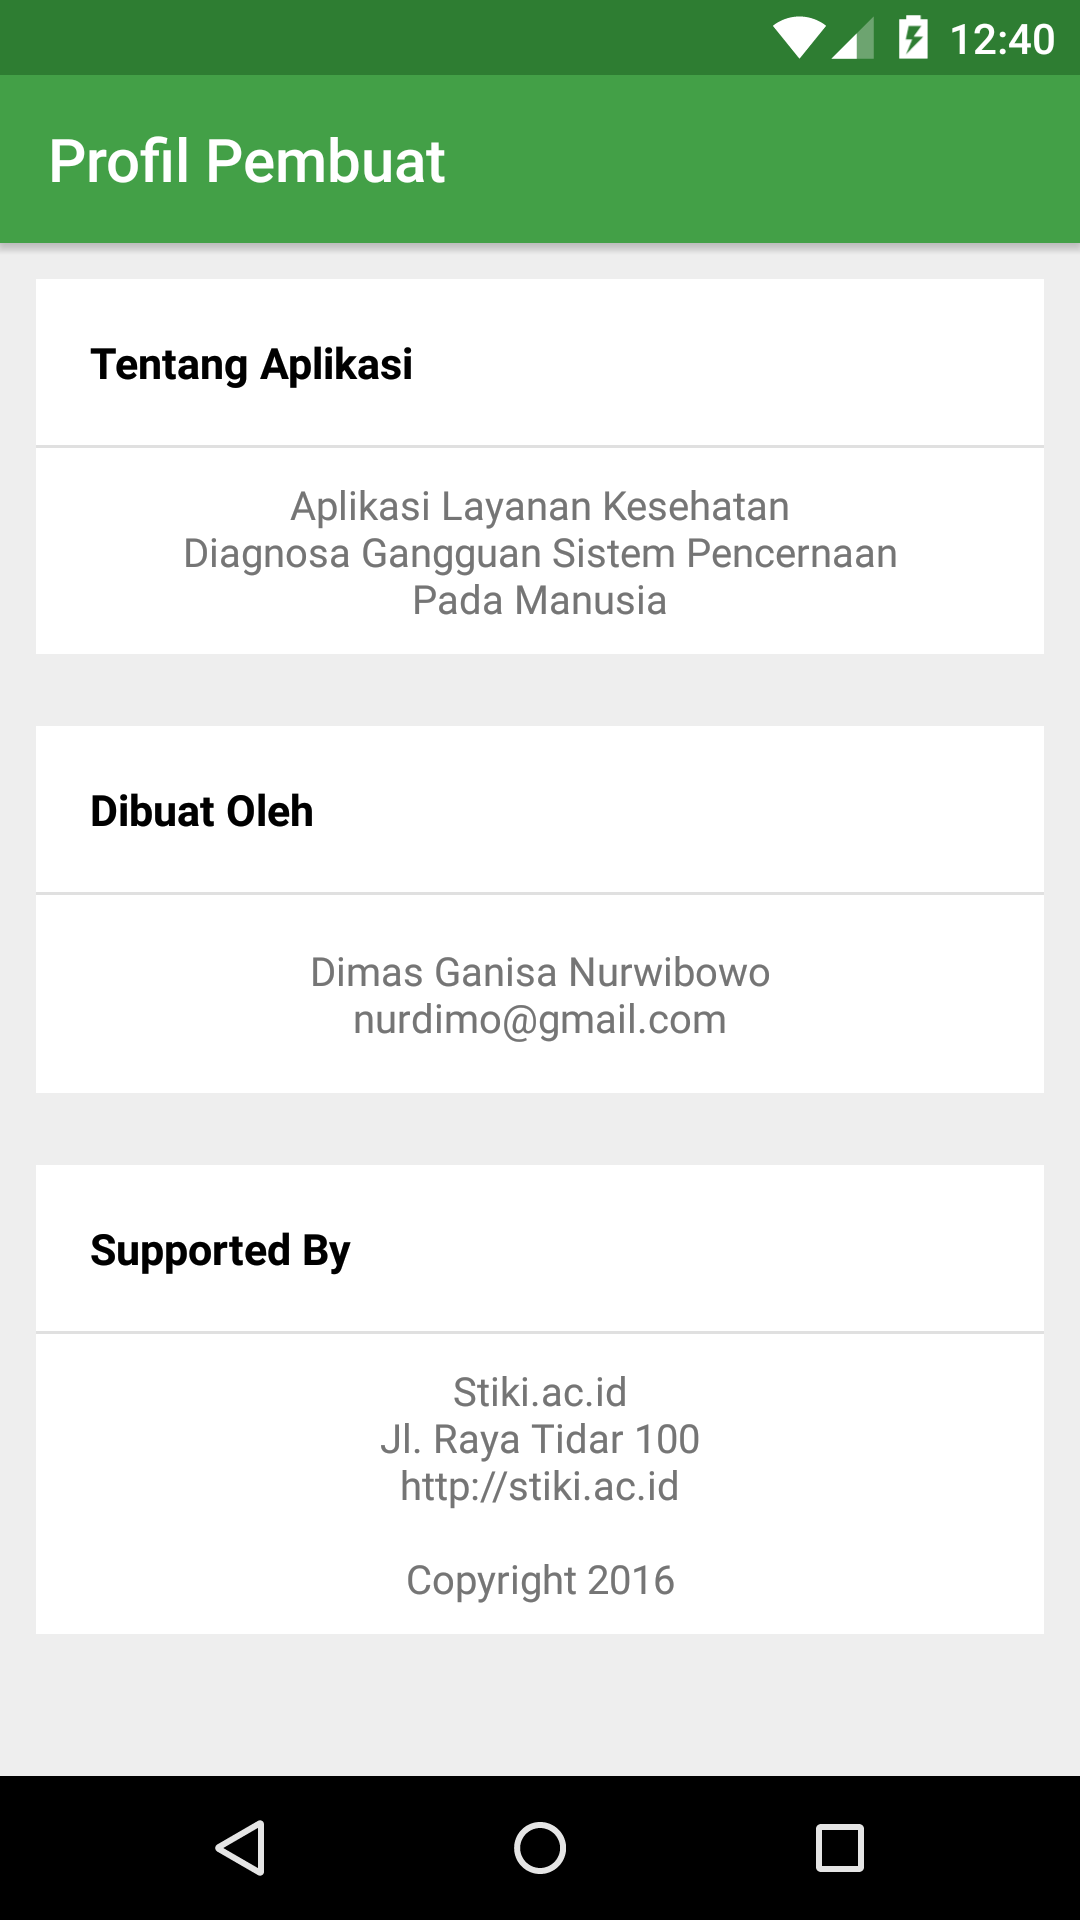 12:40
Profil Pembuat
Tentang Aplikasi
Aplikasi Layanan Kesehatan
Diagnosa Gangguan Sistem Pencernaan
Pada Manusia
Dibuat Oleh
Dimas Ganisa Nurwibowo
nurdimo@gmail.com
Supported By
Stiki.ac.id
Jl. Raya Tidar 100
http://stiki.ac.id
Copyright 2016